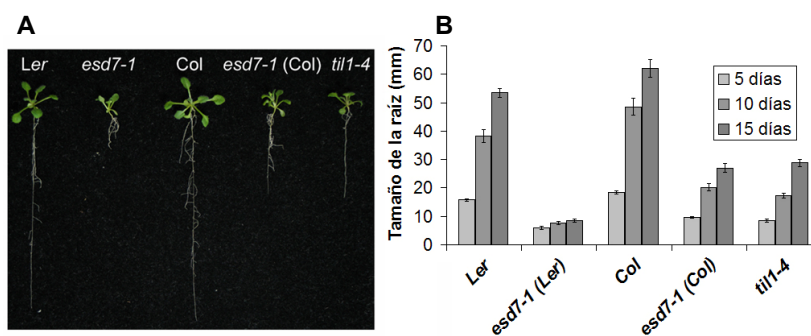 A
Ler esd7-1 Col esd7-1 (Col) til1-4
B
Tamaño de la raíz (mm)
70
60
50
40
30
20
10
0
5 días
10 días
15 días
Ler
esd7-1 (Ler)
Col
esd7-1 (Col)
til1-4